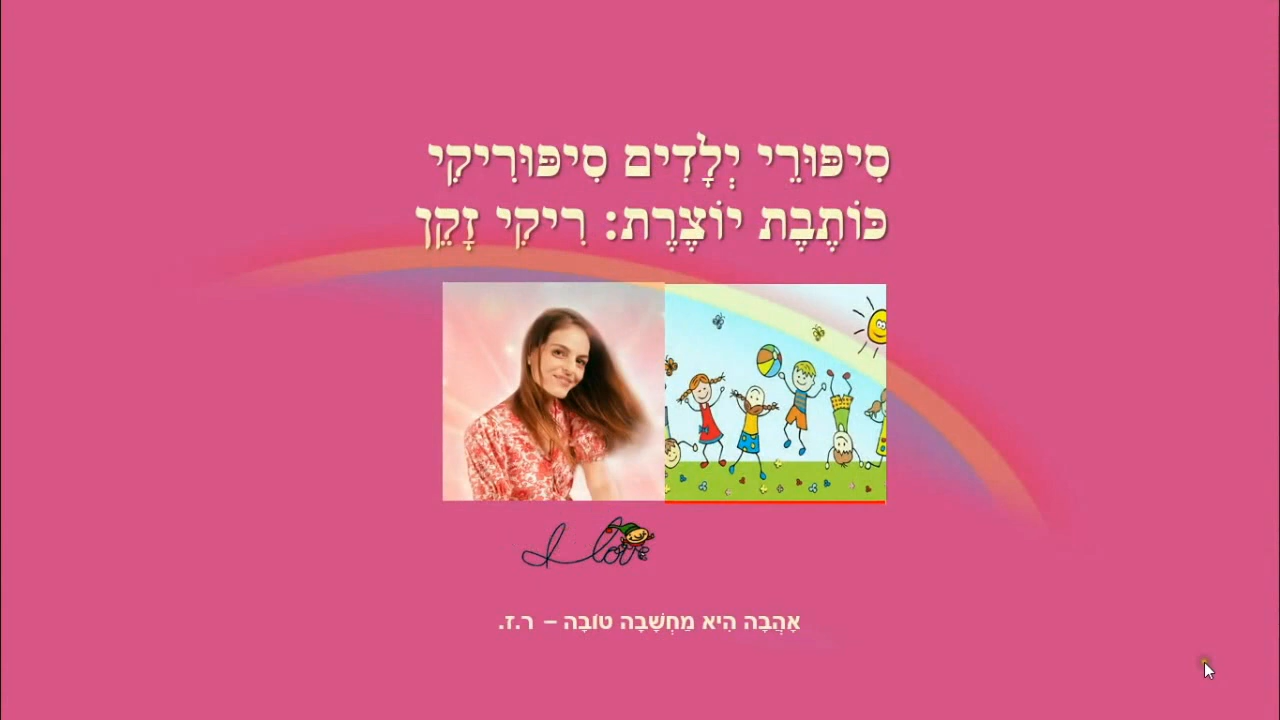 סִיפּוּרֵי יְלָדִים סִיפּוּרִיקִי
כּוֹתֶבֶת יוֹצֶרֶת: רִיקִי זָקֵן
I love
אַהֲבָה הִיא מַחְשָׁבָה טוֹבָה – ר.ז.